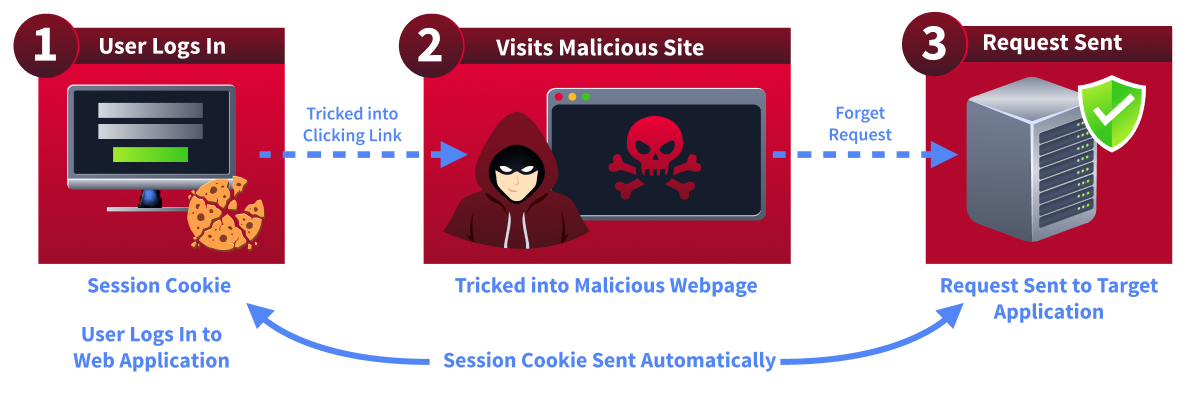 1
User Logs In
2
Visits Malicious Site
3
Request Sent
Tricked into
Clicking Link
Forget
Request
Session Cookie
Tricked into Malicious Webpage
Request Sent to Target
Application
User Logs In to
Web Application
Session Cookie Sent Automatically